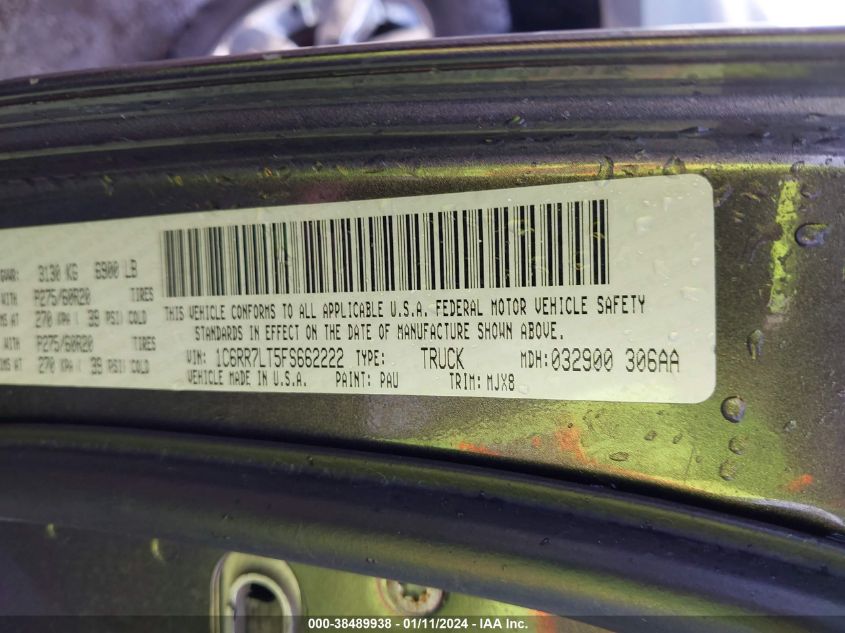 GVWR: 3130 KG 6900 LB
WITH P275/60R20 TIRES
MS AT 270 KPA ( 39 PSI) COLD
WITH P275/60R20 TIRES
MS AT 270 KPA ( 39 PSI) COLD
THIS VEHICLE CONFORMS TO ALL APPLICABLE U.S.A. FEDERAL MOTOR VEHICLE SAFETY
STANDARDS IN EFFECT ON THE DATE OF MANUFACTURE SHOWN ABOVE.
VIN: 1C6RR7LT5FS662222 TYPE: TRUCK MDH: 032900 306AA
VEHICLE MADE IN U.S.A. PAINT: PAU TRIM: MJX8
000-38489938 - 01/11/2024 - IAA Inc.